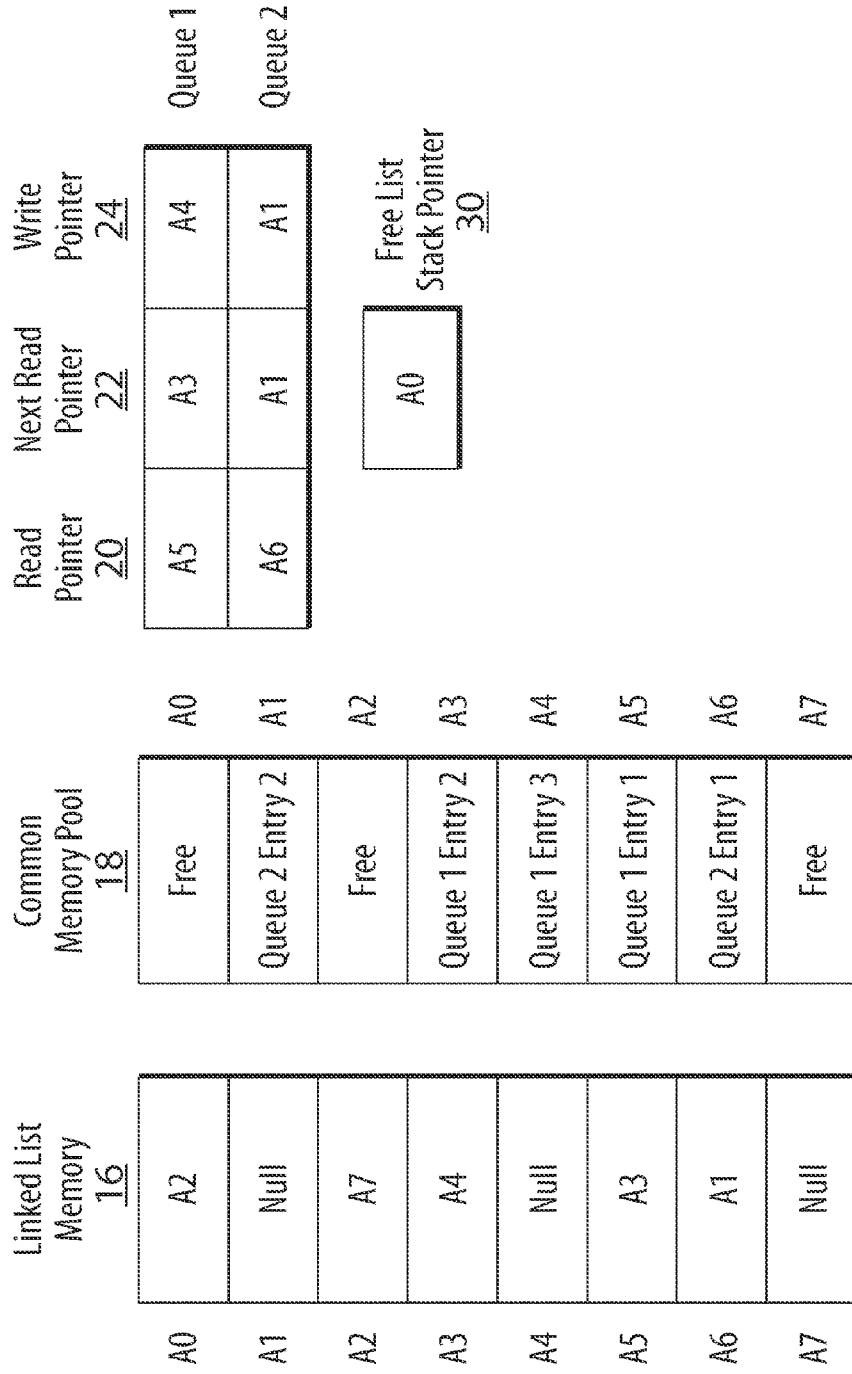 Linked List
Memory
16
A0
A2
A1
Null
A2
A7
A3
A4
A4
Null
A5
A3
A6
A1
A7
Null
Common
Memory Pool
18
Free
A0
Queue 2 Entry 2
A1
Free
A2
Queue 1 Entry 2
A3
Queue 1 Entry 3
A4
Queue 1 Entry 1
A5
Queue 2 Entry 1
A6
Free
A7
Read
Pointer
20
Next Read
Pointer
22
Write
Pointer
24
A5
A3
A4
Queue 1
A6
A1
A1
Queue 2
A0
Free List
Stack Pointer
30